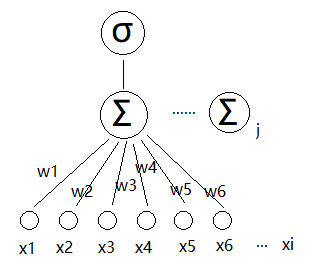 σ
Σ ...... Σ j
w1 w2 w3 w4 w5 w6
x1 x2 x3 x4 x5 x6 ... xi